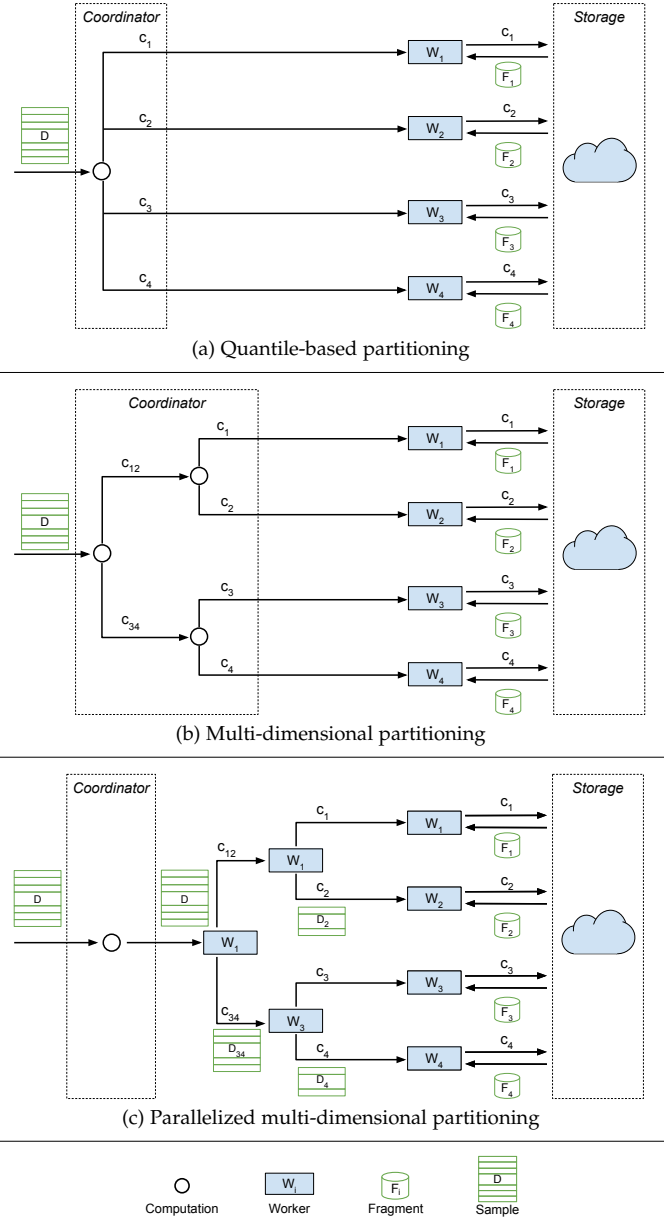 Coordinator
Storage
D
c1
W1
c1
F1
c2
W2
c2
F2
c3
W3
c3
F3
c4
W4
c4
F4
(a) Quantile-based partitioning
Coordinator
Storage
D
c12
c34
c1
W1
c1
F1
c2
W2
c2
F2
c3
W3
c3
F3
c4
W4
c4
F4
(b) Multi-dimensional partitioning
Coordinator
Storage
D
D
W1
c12
W1
c34
D34
W3
c1
W1
c1
F1
c2
D2
W2
c2
F2
c3
W3
c3
F3
c4
D4
W4
c4
F4
(c) Parallelized multi-dimensional partitioning
Wi
Fi
D
Computation Worker Fragment Sample